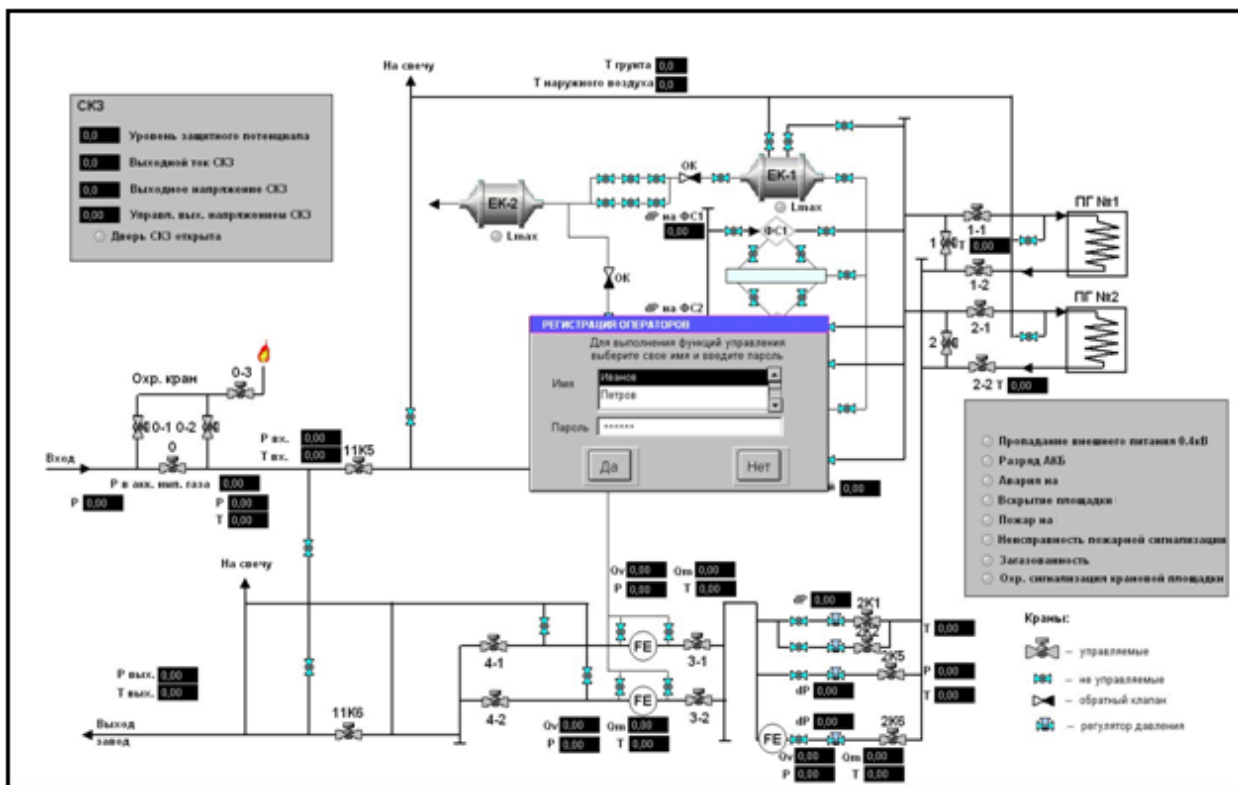 На свечу
Т грунта 0,0
Т наружного воздуха 0,0
СКЗ
0,0 Уровень защитного потенциала
0,0 Выходной ток СКЗ
0,0 Выходное напряжение СКЗ
0,00 Управл. вых. напряжением СКЗ
Дверь СКЗ открыта
ОК
ЕК-1
Lmax
ЕК-2
Lmax
на ФС1
0,00
ФС1
ОК
на ФС2
ПГ №1
1-1
1
Т 0,00
1-2
ПГ №2
2-1
2
2-2 Т 0,00
РЕГИСТРАЦИЯ ОПЕРАТОРОВ
Для выполнения функций управления
выберите свое имя и введите пароль
Имя
Иванов
Петров
Пароль ******
Да Нет
Охр. кран
0-3
0-1 0-2
0
Вход
Р вх. 0,00
Т вх. 0,00
11К5
Р в акк. имп. газа 0,00
Р 0,00
Р 0,00
Т 0,00
0,00
Пропадание внешнего питания 0.4кВ
Разряд АКБ
Авария на
Вскрытие площадки
Пожар на
Неисправность пожарной сигнализации
Загазованность
Охр. сигнализация крановой площадки
На свечу
Qv 0,00 Qm 0,00
Р 0,00 Т 0,00
4-1
FE
3-1
4-2
FE
3-2
Qv 0,00 Qm 0,00
Р 0,00 Т 0,00
Р вых. 0,00
Т вых. 0,00
Выход
завод
11К6
0,00
2К1
2К5
dP 0,00
dP 0,00
2К6
FE
Qv 0,00 Qm 0,00
Р 0,00 Т 0,00
Т 0,00
Р 0,00
Т 0,00
Краны:
– управляемые
– не управляемые
– обратный клапан
– регулятор давления